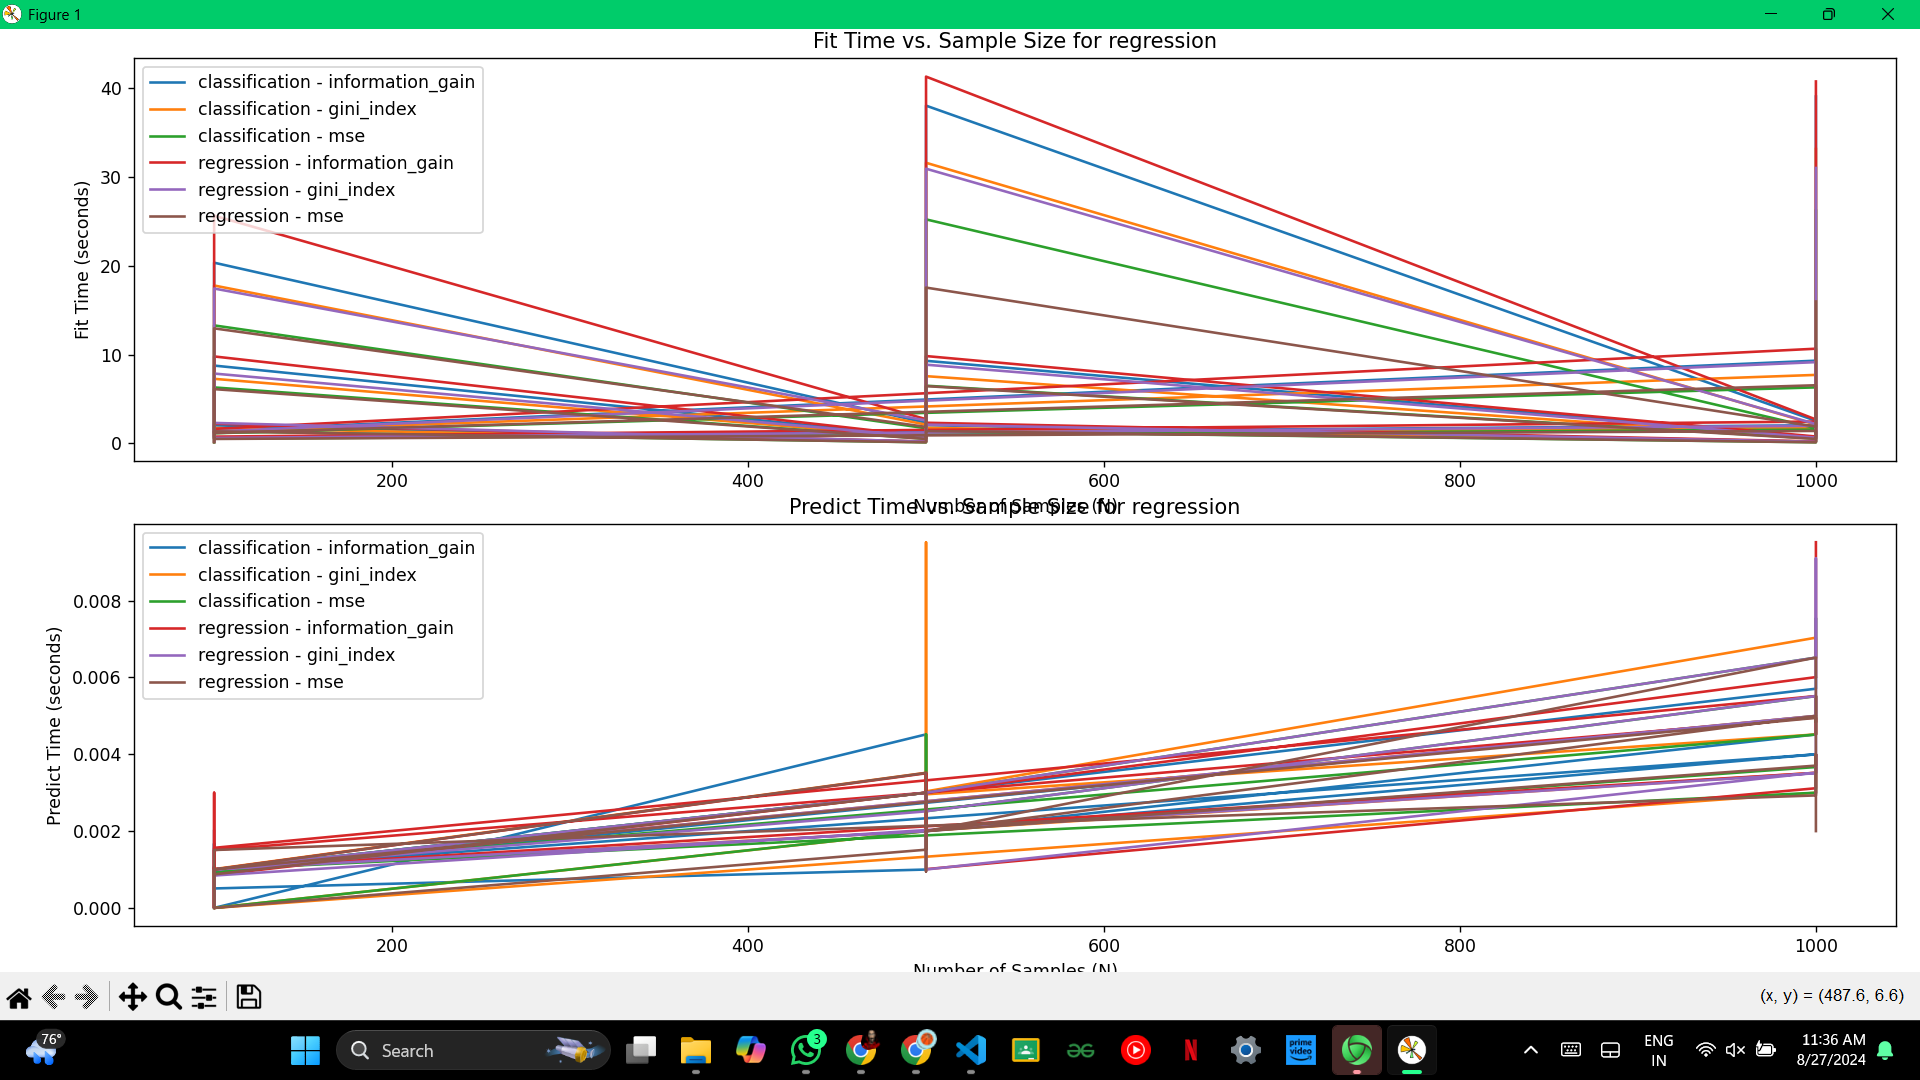 Figure 1
Fit Time vs. Sample Size for regression
classification - information_gain
classification - gini_index
classification - mse
regression - information_gain
regression - gini_index
regression - mse
Fit Time (seconds)
40
30
20
10
0
200
400
600
800
1000
Number of Samples (N)
Predict Time vs. Sample Size for regression
classification - information_gain
classification - gini_index
classification - mse
regression - information_gain
regression - gini_index
regression - mse
Predict Time (seconds)
0.008
0.006
0.004
0.002
0.000
200
400
600
800
1000
Number of Samples (N)
(x, y) = (487.6, 6.6)
76°
Search
3
N
prime
video
ENG
IN
11:36 AM
8/27/2024